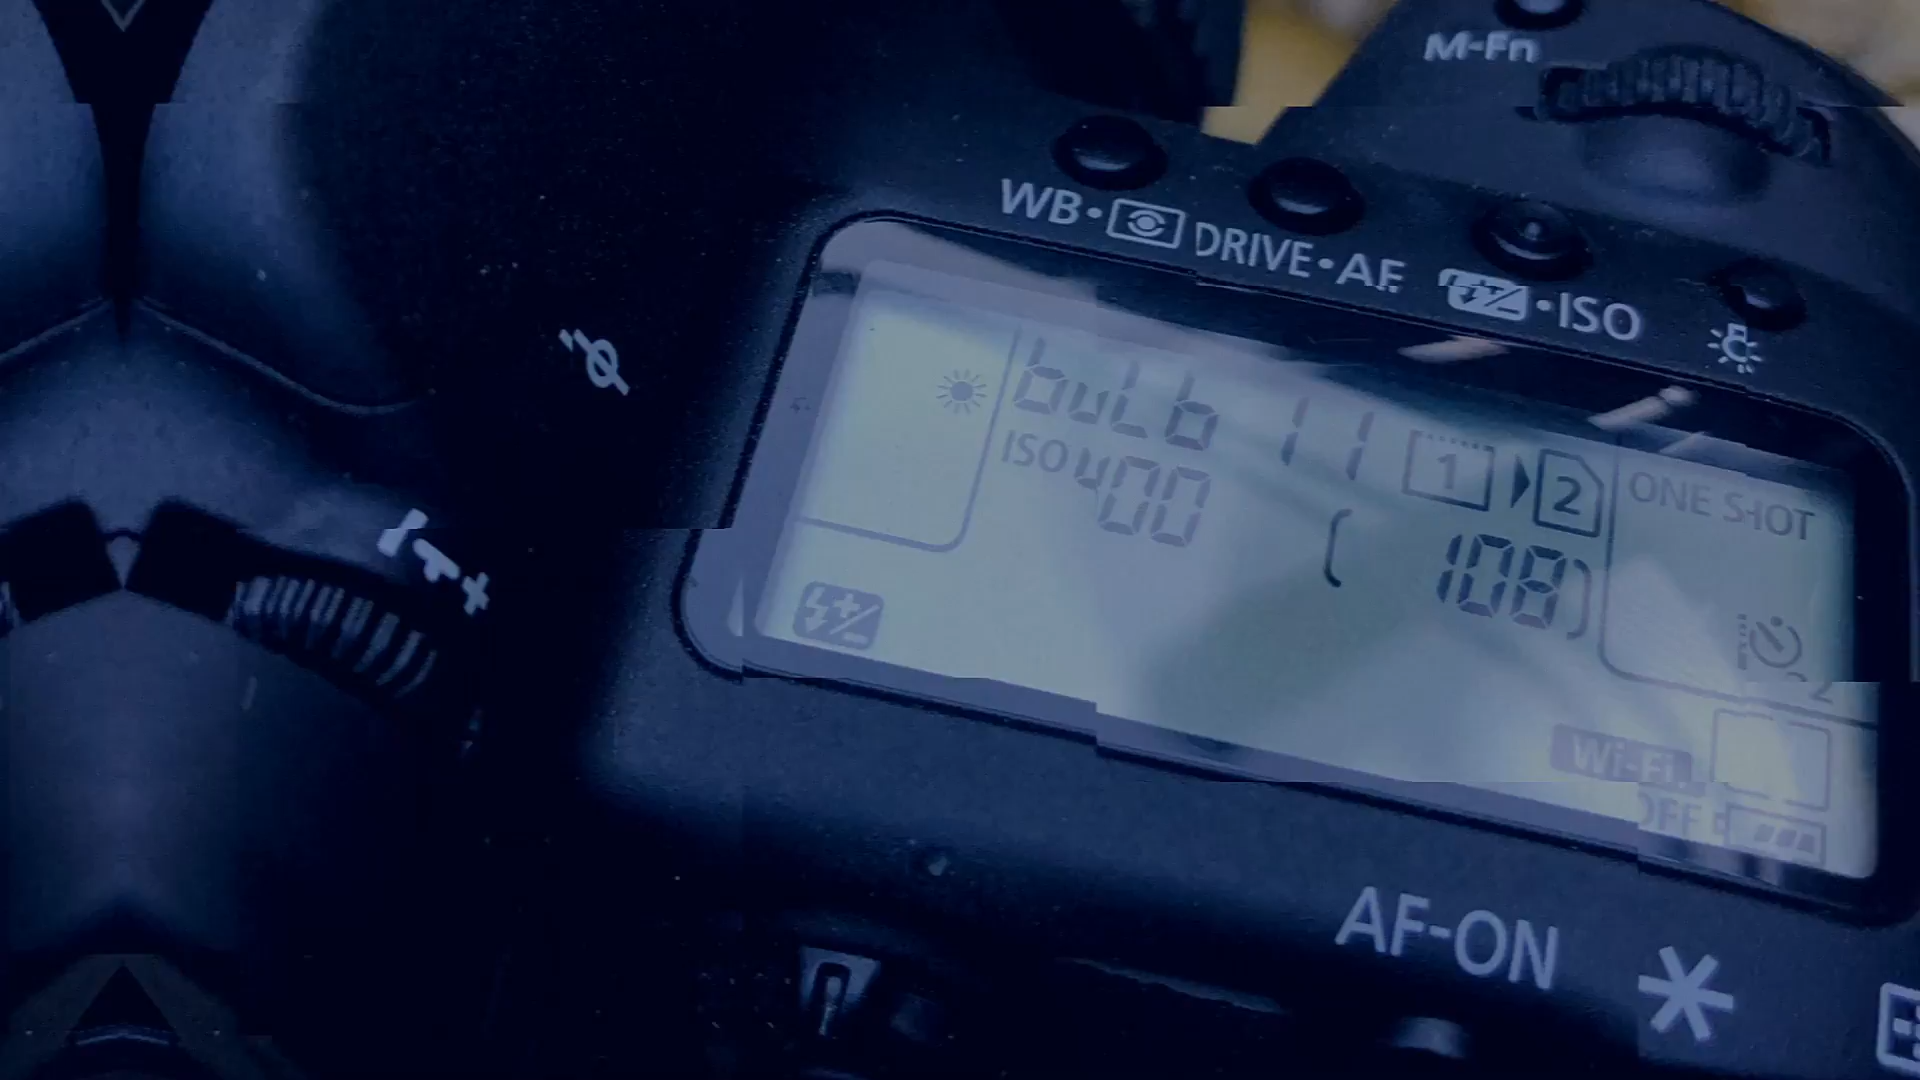 M-Fn
WB•
DRIVE•AF
•ISO
buLb 11 1 2
ONE SHOT
ISO 400
( 108)
2
Wi-Fi
OFF
AF-ON